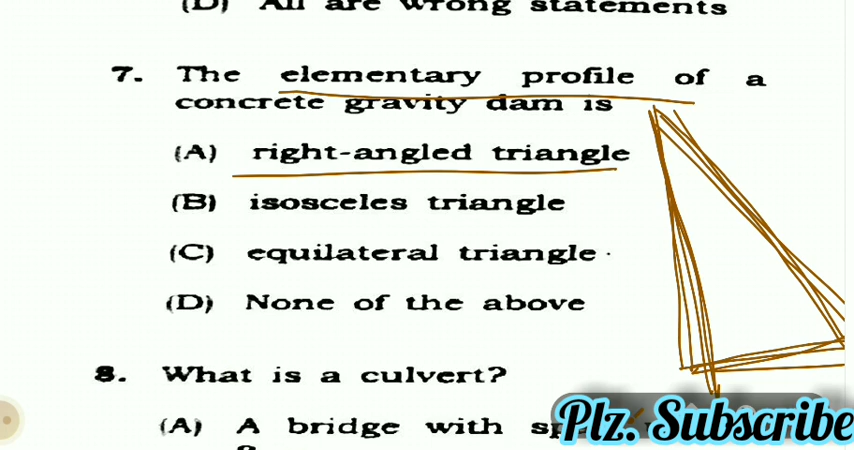 (D) All are wrong statements
7. The elementary profile of a
concrete gravity dam is
(A) right-angled triangle
(B) isosceles triangle
(C) equilateral triangle
(D) None of the above
8. What is a culvert?
(A) A bridge with
Plz. Subscribe